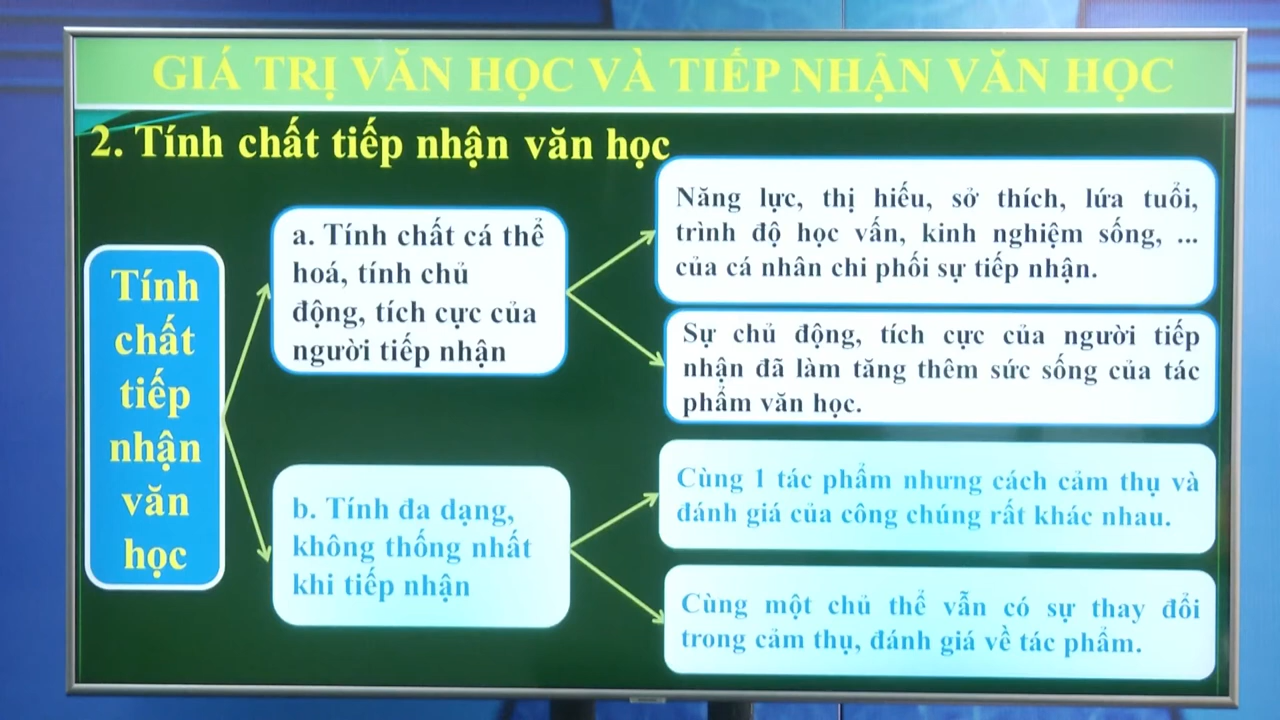 GIÁ TRỊ VĂN HỌC VÀ TIẾP NHẬN VĂN HỌC
2. Tính chất tiếp nhận văn học
Tính
chất
tiếp
nhận
văn
học
a. Tính chất cá thể
hoá, tính chủ
động, tích cực của
người tiếp nhận
Năng lực, thị hiếu, sở thích, lứa tuổi,
trình độ học vấn, kinh nghiệm sống, ...
của cá nhân chi phối sự tiếp nhận.
Sự chủ động, tích cực của người tiếp
nhận đã làm tăng thêm sức sống của tác
phẩm văn học.
b. Tính đa dạng,
không thống nhất
khi tiếp nhận
Cùng 1 tác phẩm nhưng cách cảm thụ và
đánh giá của công chúng rất khác nhau.
Cùng một chủ thể vẫn có sự thay đổi
trong cảm thụ, đánh giá về tác phẩm.